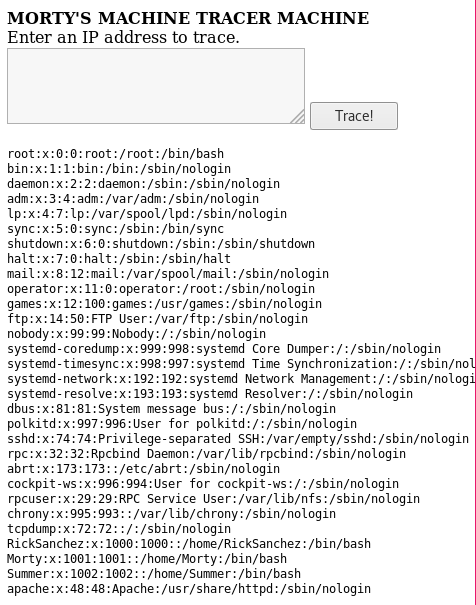 MORTY'S MACHINE TRACER MACHINE
Enter an IP address to trace.
Trace!
root:x:0:0:root:/root:/bin/bash
bin:x:1:1:bin:/bin:/sbin/nologin
daemon:x:2:2:daemon:/sbin:/sbin/nologin
adm:x:3:4:adm:/var/adm:/sbin/nologin
lp:x:4:7:lp:/var/spool/lpd:/sbin/nologin
sync:x:5:0:sync:/sbin:/bin/sync
shutdown:x:6:0:shutdown:/sbin:/sbin/shutdown
halt:x:7:0:halt:/sbin:/sbin/halt
mail:x:8:12:mail:/var/spool/mail:/sbin/nologin
operator:x:11:0:operator:/root:/sbin/nologin
games:x:12:100:games:/usr/games:/sbin/nologin
ftp:x:14:50:FTP User:/var/ftp:/sbin/nologin
nobody:x:99:99:Nobody:/:/sbin/nologin
systemd-coredump:x:999:998:systemd Core Dumper:/:/sbin/nologin
systemd-timesync:x:998:997:systemd Time Synchronization:/:/sbin/nol
systemd-network:x:192:192:systemd Network Management:/:/sbin/nologi
systemd-resolve:x:193:193:systemd Resolver:/:/sbin/nologin
dbus:x:81:81:System message bus:/:/sbin/nologin
polkitd:x:997:996:User for polkitd:/:/sbin/nologin
sshd:x:74:74:Privilege-separated SSH:/var/empty/sshd:/sbin/nologin
rpc:x:32:32:Rpcbind Daemon:/var/lib/rpcbind:/sbin/nologin
abrt:x:173:173::/etc/abrt:/sbin/nologin
cockpit-ws:x:996:994:User for cockpit-ws:/:/sbin/nologin
rpcuser:x:29:29:RPC Service User:/var/lib/nfs:/sbin/nologin
chrony:x:995:993::/var/lib/chrony:/sbin/nologin
tcpdump:x:72:72::/:/sbin/nologin
RickSanchez:x:1000:1000::/home/RickSanchez:/bin/bash
Morty:x:1001:1001::/home/Morty:/bin/bash
Summer:x:1002:1002::/home/Summer:/bin/bash
apache:x:48:48:Apache:/usr/share/httpd:/sbin/nologin